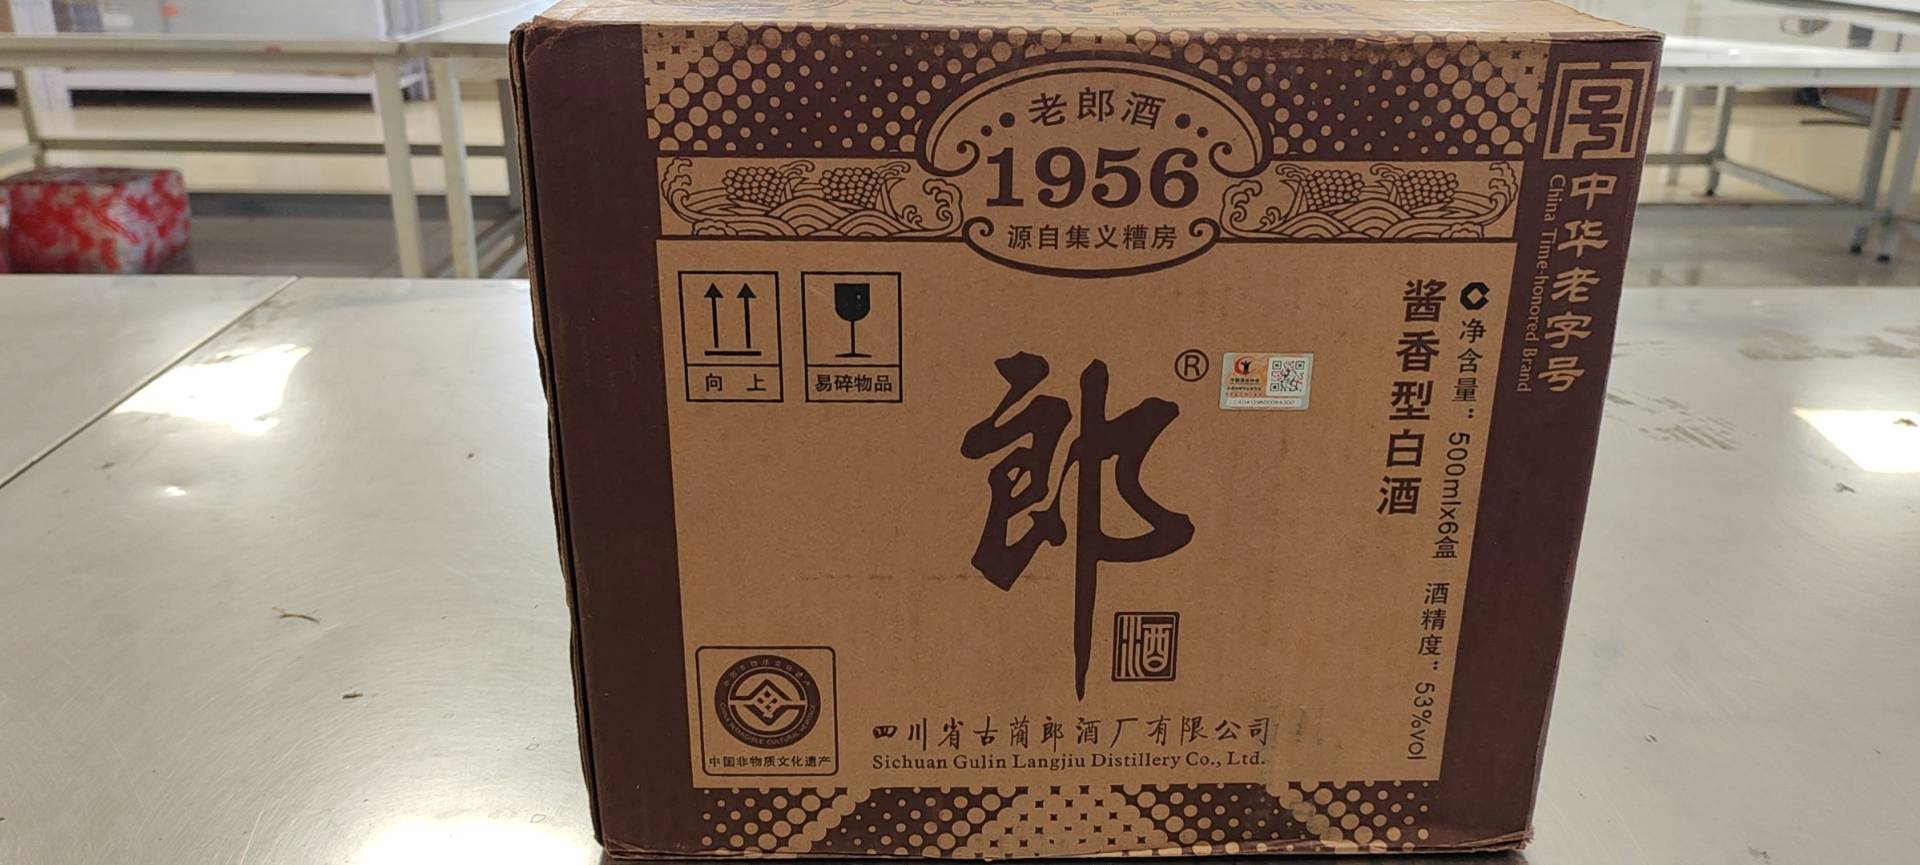 老郎酒
1956
源自集义糟房
号
中华老字号
China Time-honored Brand
向上
易碎物品
郎
®
酒
酱香型白酒
净含量：500mlx6盒 酒精度：53%vol
中国非物质文化遗产
四川省古蔺郎酒厂有限公司
Sichuan Gulin Langjiu Distillery Co., Ltd.